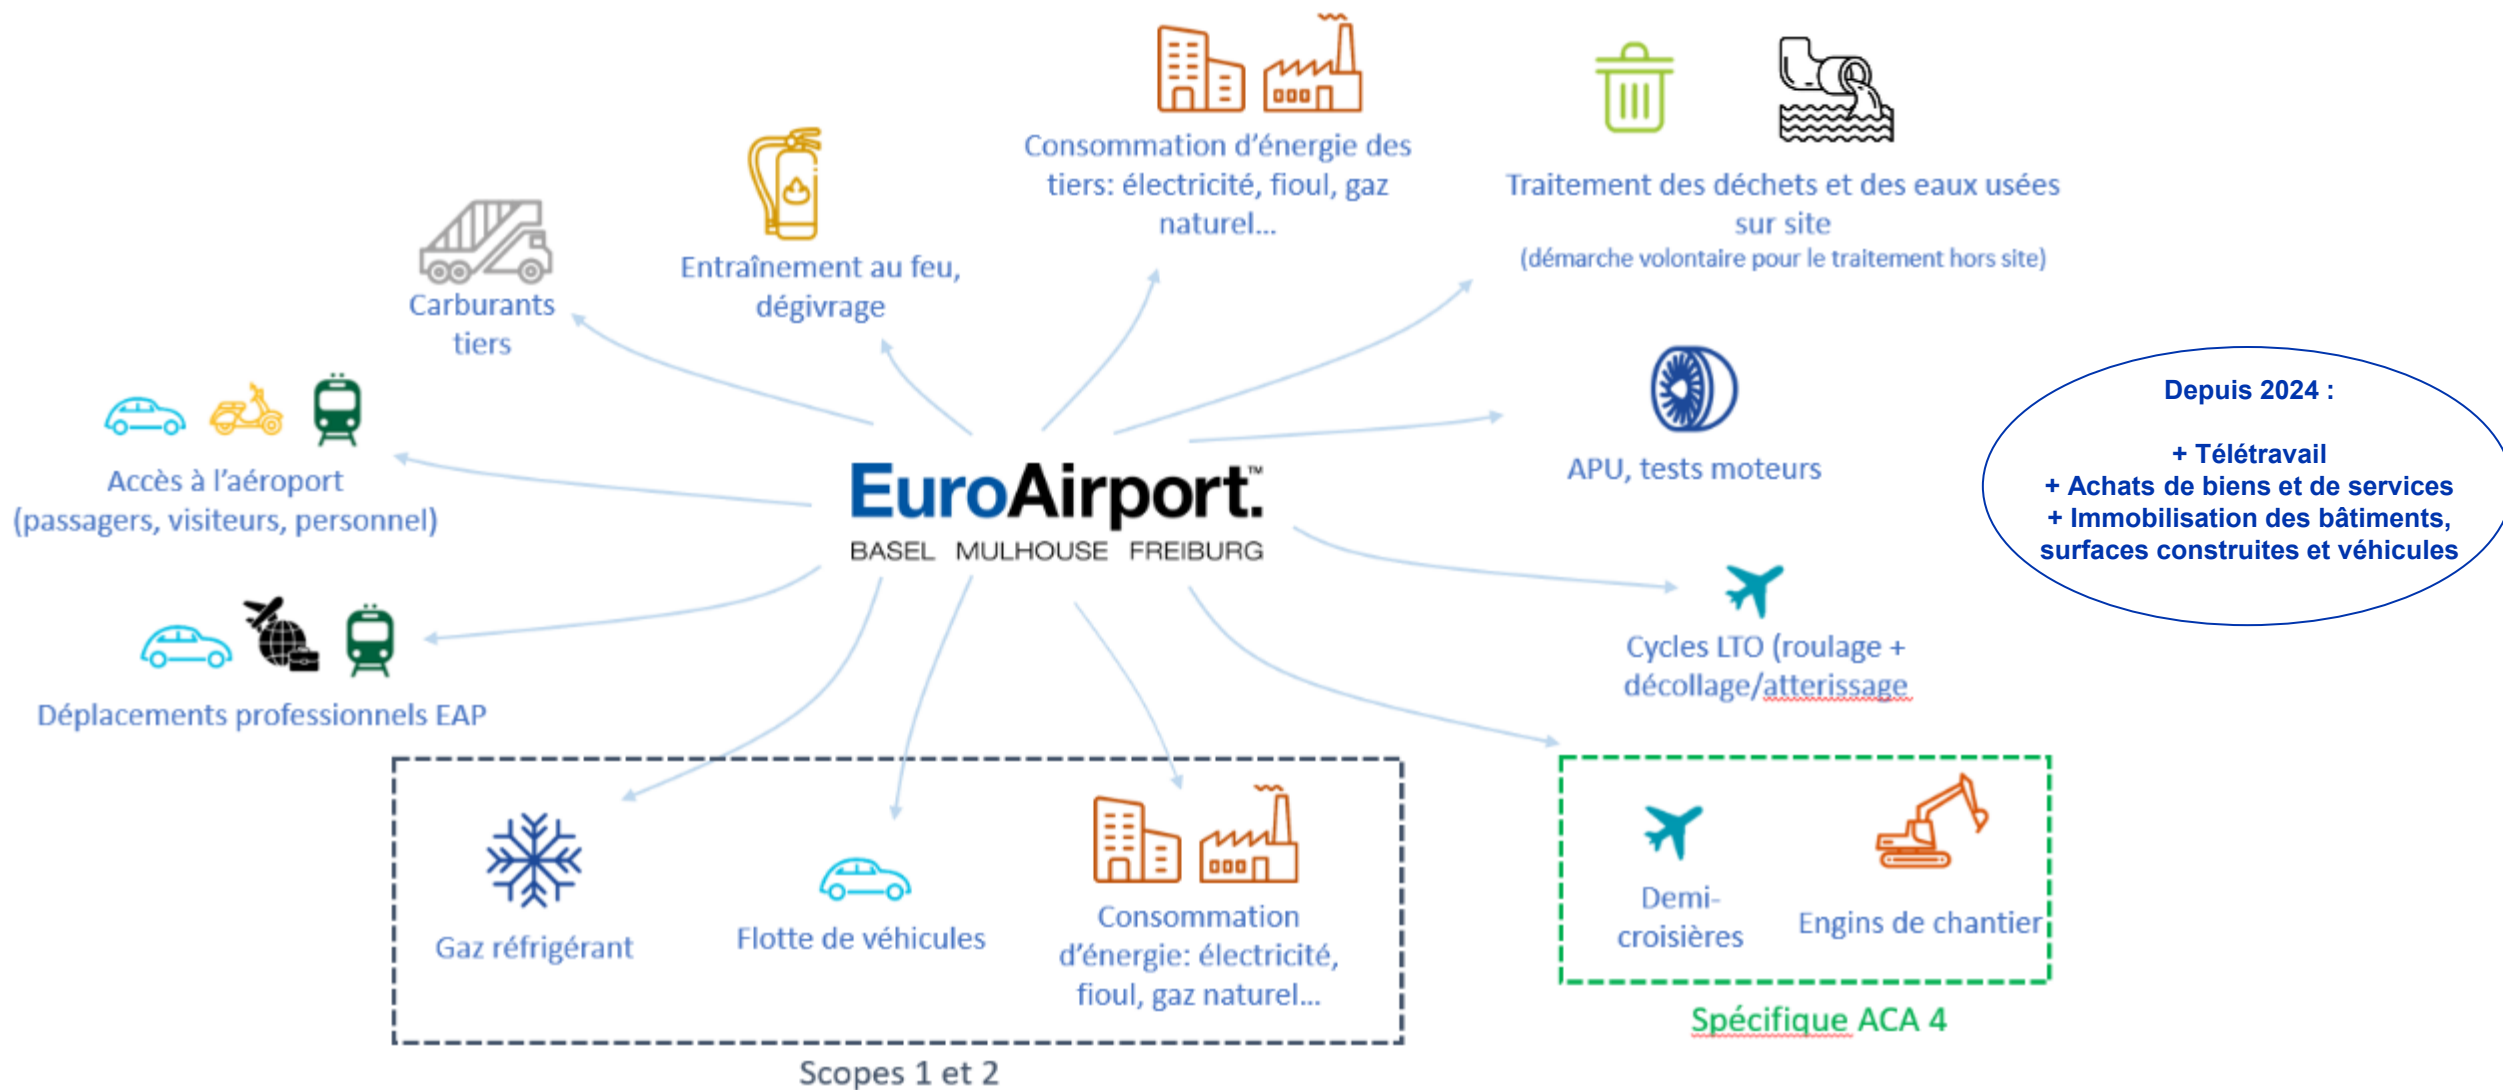 Consommation d'énergie des
tiers: électricité, fioul, gaz
naturel...
Traitement des déchets et des eaux usées
sur site
(démarche volontaire pour le traitement hors site)
Entraînement au feu,
dégivrage
Carburants
tiers
Accès à l'aéroport
(passagers, visiteurs, personnel)
APU, tests moteurs
Depuis 2024 :
+ Télétravail
+ Achats de biens et de services
+ Immobilisation des bâtiments,
surfaces construites et véhicules
EuroAirport.™
BASEL MULHOUSE FREIBURG
Déplacements professionnels EAP
Cycles LTO (roulage +
décollage/atterissage
Gaz réfrigérant
Flotte de véhicules
Consommation
d'énergie: électricité,
fioul, gaz naturel...
Scopes 1 et 2
Demi-
croisières
Engins de chantier
Spécifique ACA 4